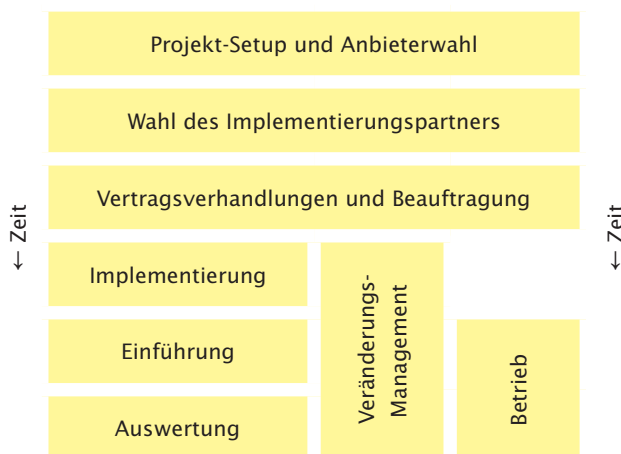 Projekt-Setup und Anbieterwahl
Wahl des Implementierungspartners
Vertragsverhandlungen und Beauftragung
← Zeit
← Zeit
Implementierung
Veränderungs-
Management
Einführung
Betrieb
Auswertung